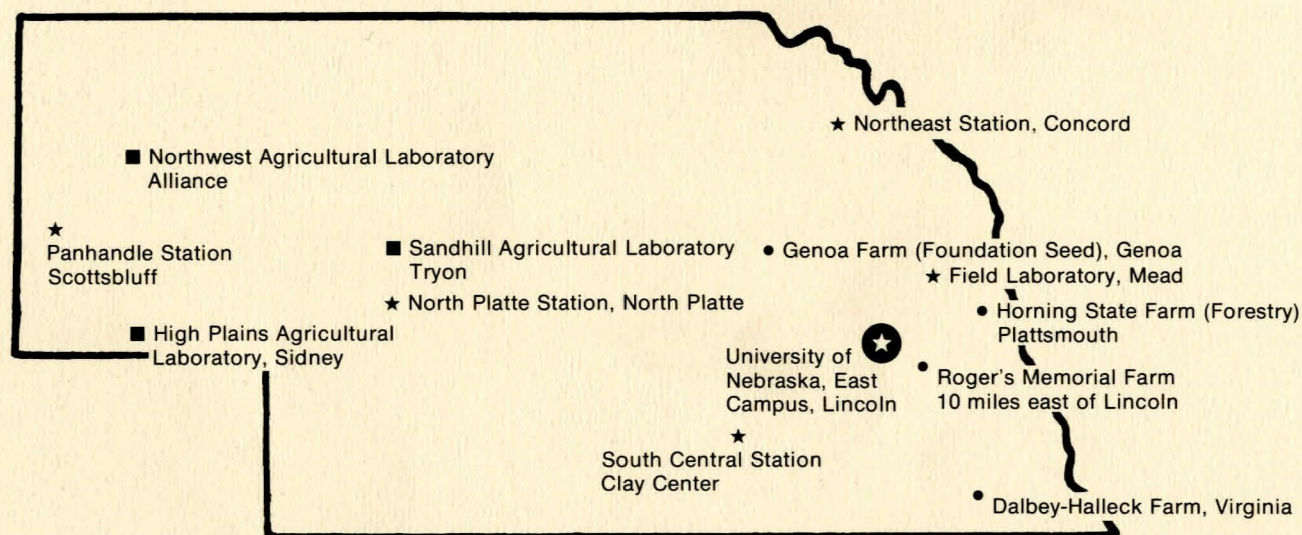 Northeast Station, Concord
Northwest Agricultural Laboratory
Alliance
Panhandle Station
Scottsbluff
Sandhill Agricultural Laboratory
Tryon
North Platte Station, North Platte
Genoa Farm (Foundation Seed), Genoa
Field Laboratory, Mead
Horning State Farm (Forestry)
Plattsmouth
High Plains Agricultural
Laboratory, Sidney
University of
Nebraska, East
Campus, Lincoln
Roger's Memorial Farm
10 miles east of Lincoln
South Central Station
Clay Center
Dalbey-Halleck Farm, Virginia